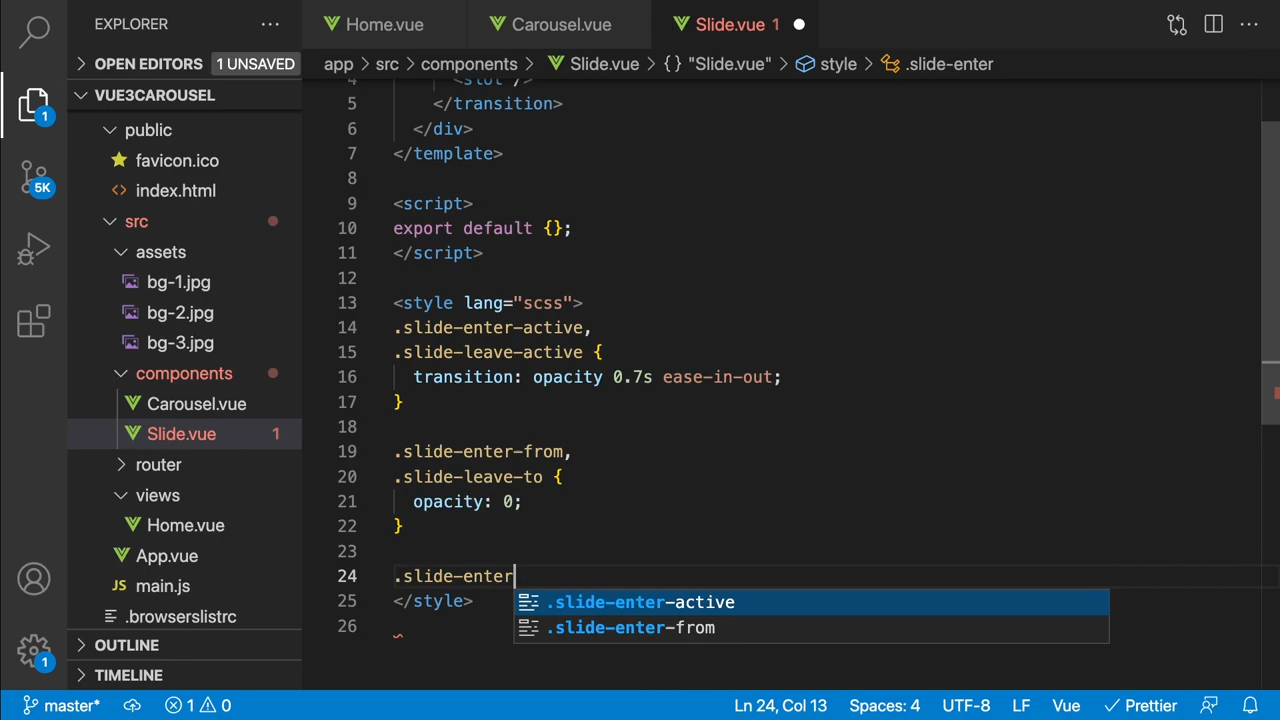 EXPLORER
Home.vue
Carousel.vue
Slide.vue 1
OPEN EDITORS 1 UNSAVED
app > src > components > Slide.vue > {} "Slide.vue" > style > .slide-enter
VUE3CAROUSEL
public
favicon.ico
index.html
src
assets
bg-1.jpg
bg-2.jpg
bg-3.jpg
components
Carousel.vue
Slide.vue 1
router
views
Home.vue
App.vue
JS main.js
.browserslistrc
OUTLINE
TIMELINE
1
5K
1
4 <slot />
5 </transition>
6 </div>
7 </template>
8
9 <script>
10 export default {};
11 </script>
12
13 <style lang="scss">
14 .slide-enter-active,
15 .slide-leave-active {
16 transition: opacity 0.7s ease-in-out;
17 }
18
19 .slide-enter-from,
20 .slide-leave-to {
21 opacity: 0;
22 }
23
24 .slide-enter
25 </style>
26
.slide-enter-active
.slide-enter-from
master* 1 0 Ln 24, Col 13 Spaces: 4 UTF-8 LF Vue Prettier